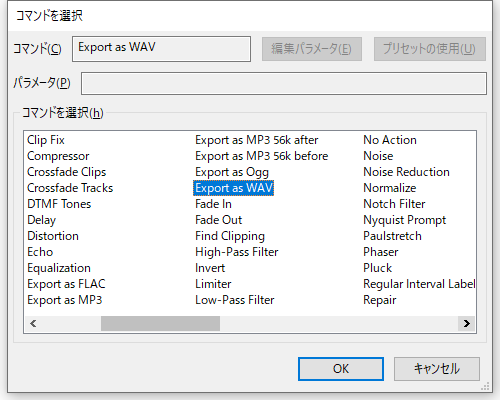 コマンドを選択
コマンド(C) Export as WAV 編集パラメータ(E) プリセットの使用(U)
パラメータ(P)
コマンドを選択(h)
Clip Fix
Compressor
Crossfade Clips
Crossfade Tracks
DTMF Tones
Delay
Distortion
Echo
Equalization
Export as FLAC
Export as MP3
Export as MP3 56k after
Export as MP3 56k before
Export as Ogg
Export as WAV
Fade In
Fade Out
Find Clipping
High-Pass Filter
Invert
Limiter
Low-Pass Filter
No Action
Noise
Noise Reduction
Normalize
Notch Filter
Nyquist Prompt
Paulstretch
Phaser
Pluck
Regular Interval Label
Repair
OK キャンセル